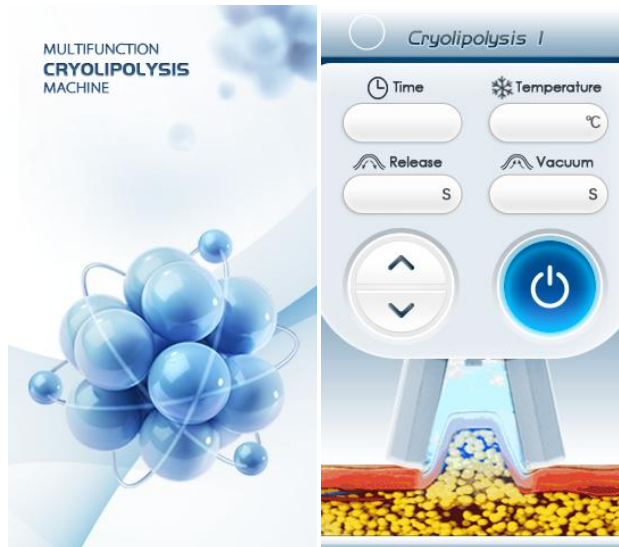 MULTIFUNCTION
CRYOLIPOLYSIS
MACHINE
Cryolipolysis I
Time
Temperature
℃
Release
Vacuum
S
S